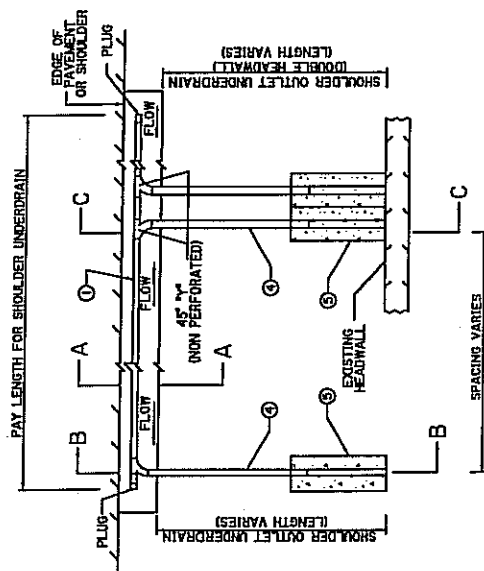 PAY LENGTH FOR SHOULDER UNDERDRAIN
EDGE OF
PAVEMENT
OR SHOULDER
PLUG
B
A
1
C
PLUG
FLOW
FLOW
FLOW
FLOW
45° "Y"
(NON PERFORATED)
A
4
4
5
5
EXISTING
HEADWALL
SHOULDER OUTLET UNDERDRAIN
(LENGTH VARIES)
SHOULDER OUTLET UNDERDRAIN
(DOUBLE HEADWALL)
(LENGTH VARIES)
B
C
SPACING VARIES